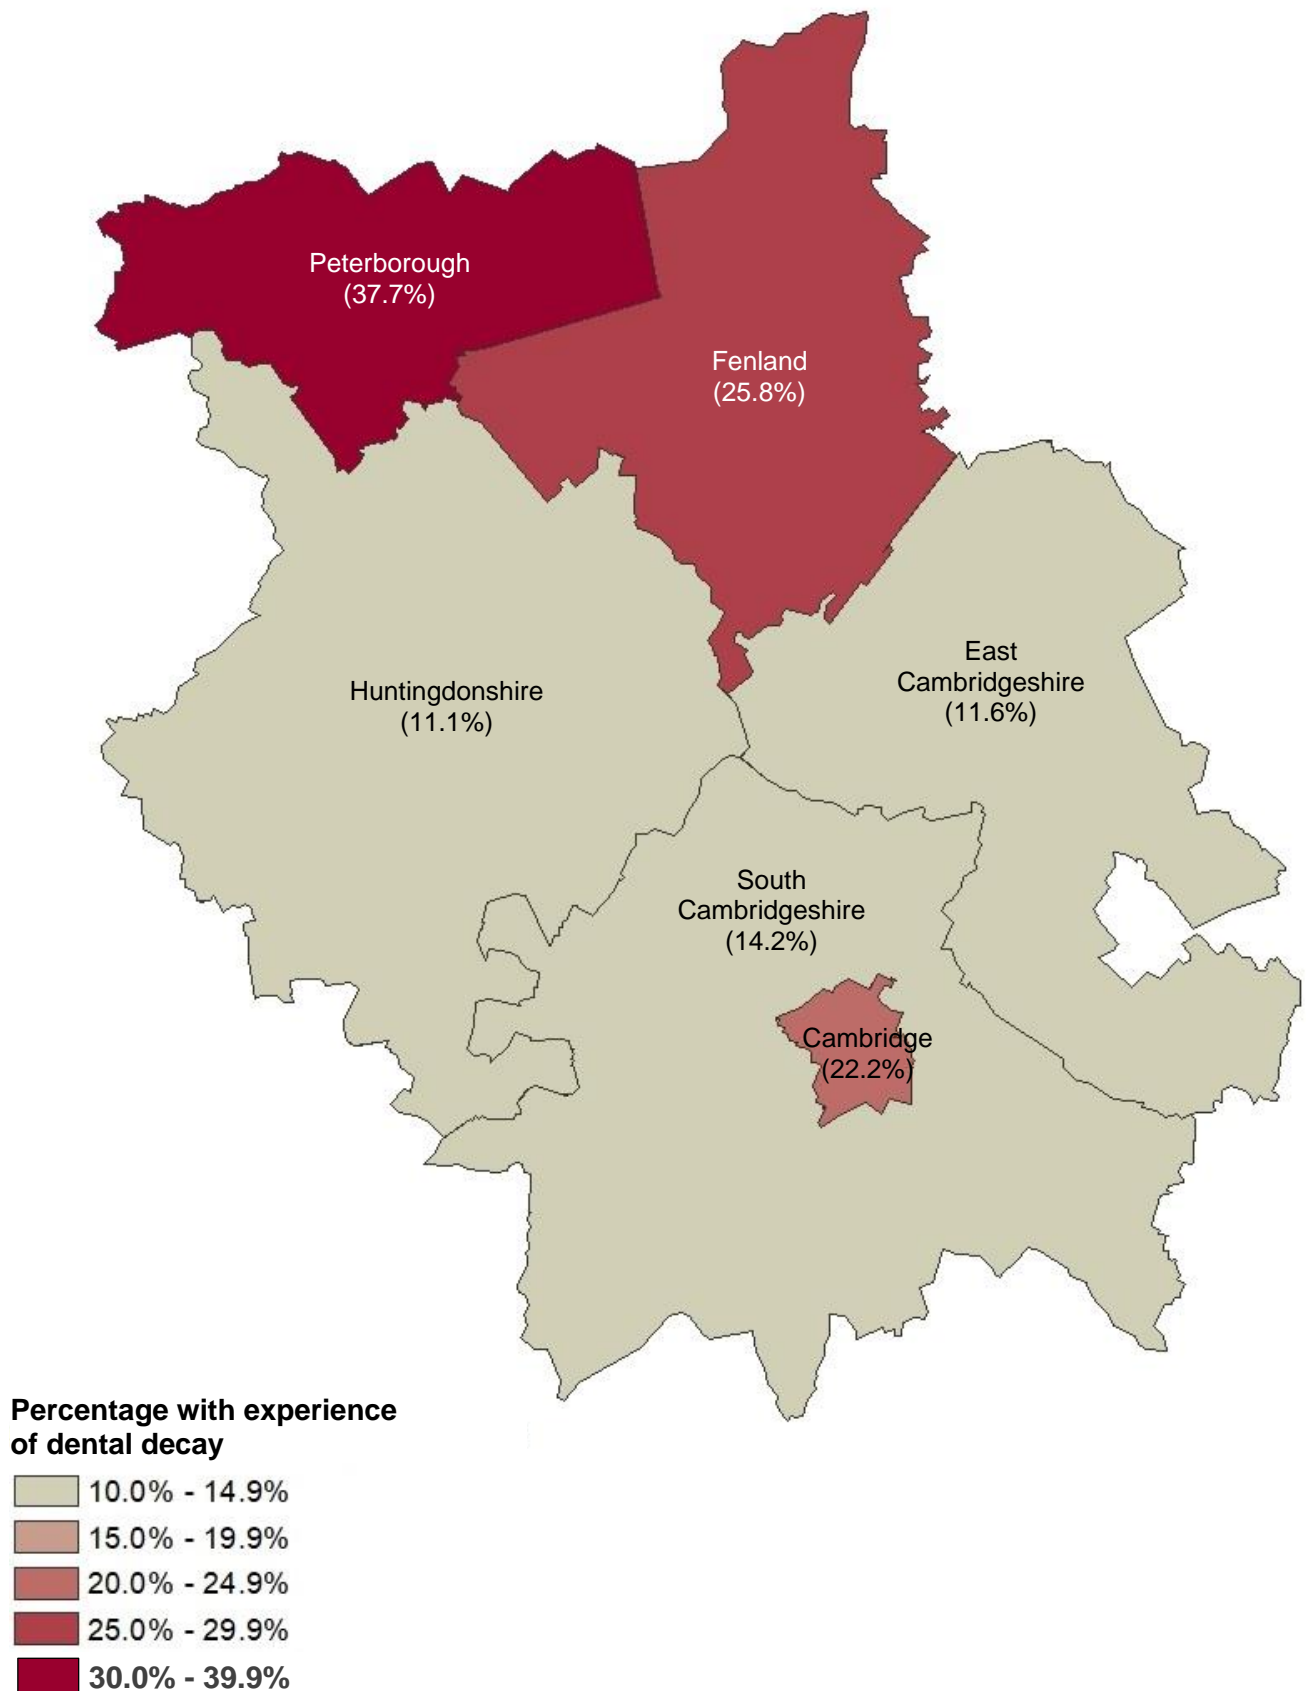 Peterborough
(37.7%)
Fenland
(25.8%)
East
Cambridgeshire
(11.6%)
Huntingdonshire
(11.1%)
South
Cambridgeshire
(14.2%)
Cambridge
(22.2%)
Percentage with experience
of dental decay
10.0% - 14.9%
15.0% - 19.9%
20.0% - 24.9%
25.0% - 29.9%
30.0% - 39.9%